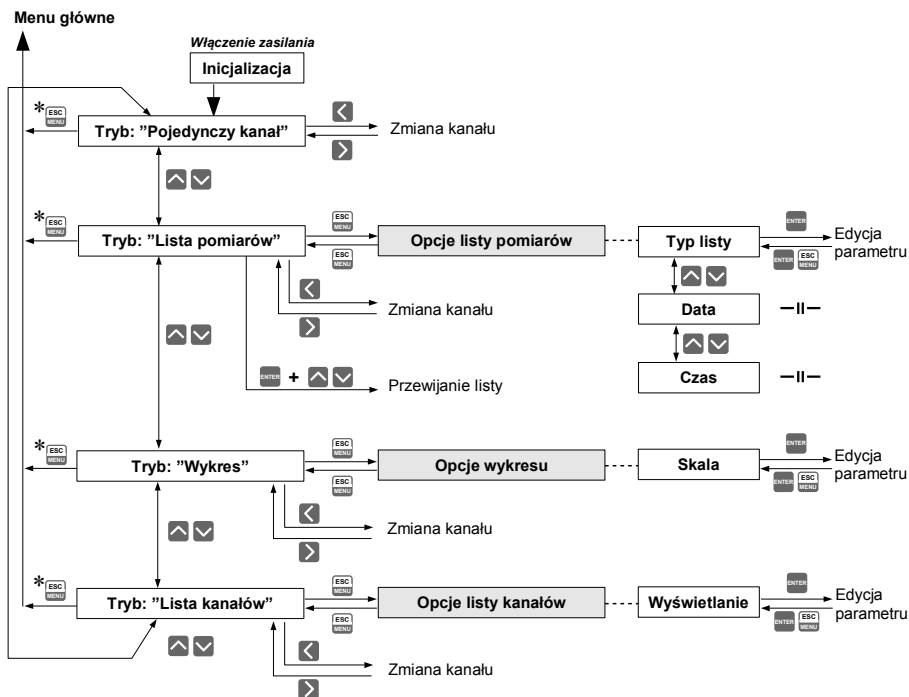 Menu główne
Włączenie zasilania
Inicjalizacja
*
ESC
MENU
Tryb: ”Pojedynczy kanał”
Zmiana kanału
*
ESC
MENU
Tryb: ”Lista pomiarów”
ESC
MENU
ESC
MENU
Opcje listy pomiarów
Typ listy
ENTER
ENTER
ESC
MENU
Edycja
parametru
Zmiana kanału
Data
—II—
ENTER
+
Przewijanie listy
Czas
—II—
*
ESC
MENU
Tryb: ”Wykres”
ESC
MENU
ESC
MENU
Opcje wykresu
Skala
ENTER
ENTER
ESC
MENU
Edycja
parametru
Zmiana kanału
*
ESC
MENU
Tryb: ”Lista kanałów”
ESC
MENU
ESC
MENU
Opcje listy kanałów
Wyświetlanie
ENTER
ENTER
ESC
MENU
Edycja
parametru
Zmiana kanału